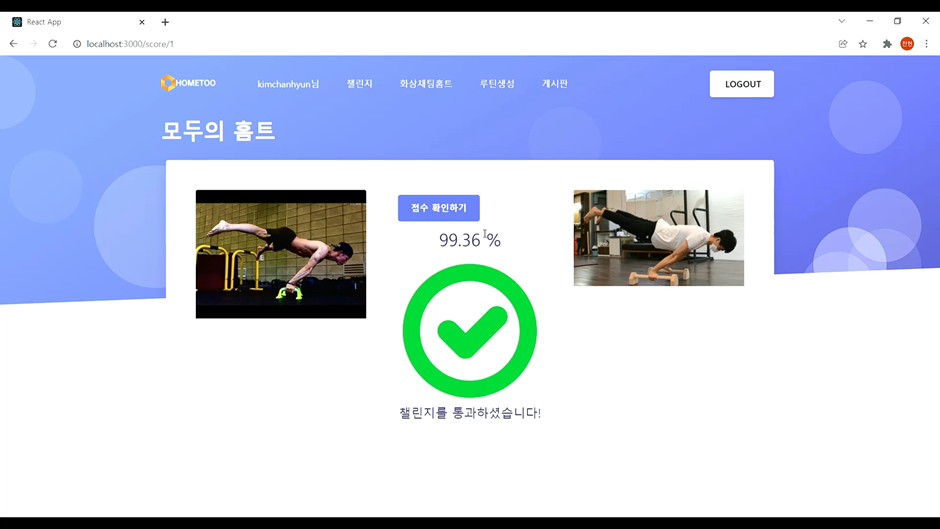 React App
localhost:3000/score/1
HOMETOO
kimchanhyun님
챌린지
화상채팅홈트
루틴생성
게시판
LOGOUT
모두의 홈트
점수 확인하기
99.36 %
챌린지를 통과하셨습니다!